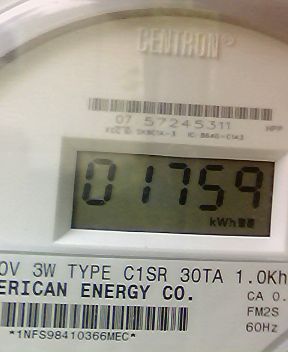 CENTRON®
07 57245311
HPP
01759
kWh
0V 3W TYPE C1SR 30TA 1.0Kh
ERICAN ENERGY CO.
CA 0.
FM2S
60Hz
*1NFS98410366MEC*